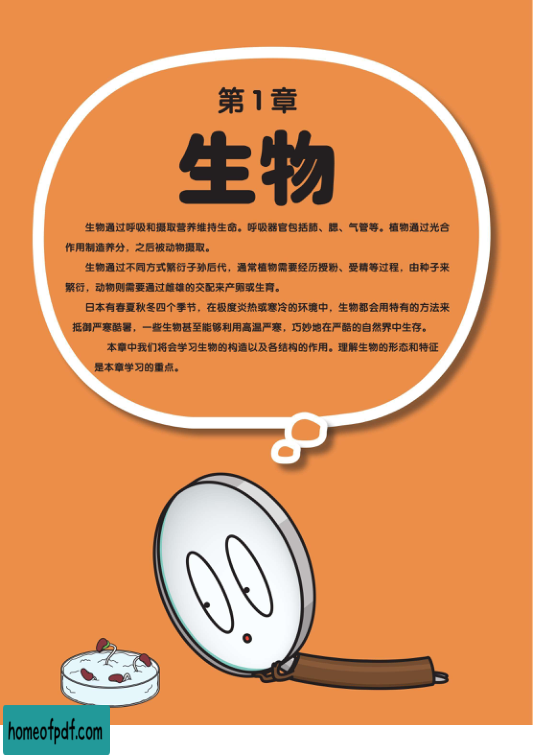 第1章
生物
生物通过呼吸和摄取营养维持生命。呼吸器官包括肺、腮、气管等。植物通过光合
作用制造养分，之后被动物摄取。
生物通过不同方式繁衍子孙后代，通常植物需要经历授粉、受精等过程，由种子来
繁衍，动物则需要通过雌雄的交配来产卵或生育。
日本有春夏秋冬四个季节，在极度炎热或寒冷的环境中，生物都会用特有的方法来
抵御严寒酷暑，一些生物甚至能够利用高温严寒，巧妙地在严酷的自然界中生存。
本章中我们将会学习生物的构造以及各结构的作用。理解生物的形态和特征
是本章学习的重点。
homeofpdf.com